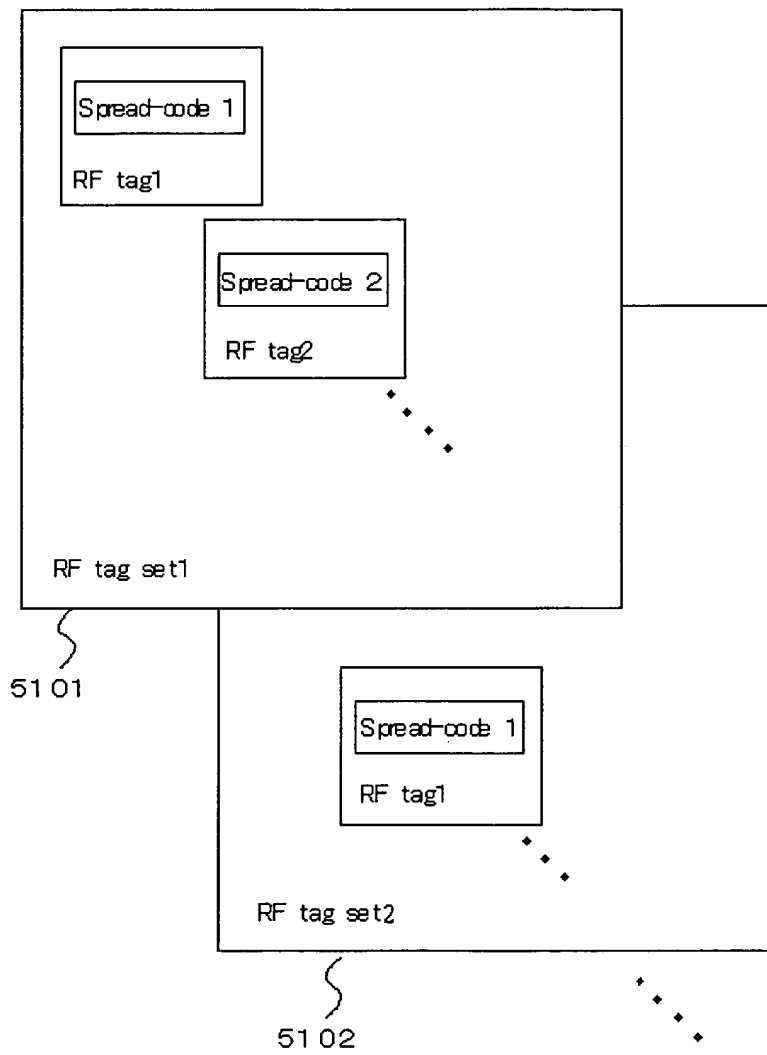 Spread-code 1
RF tag1
Spread-code 2
RF tag2
RF tag set1
5101
Spread-code 1
RF tag1
RF tag set2
5102